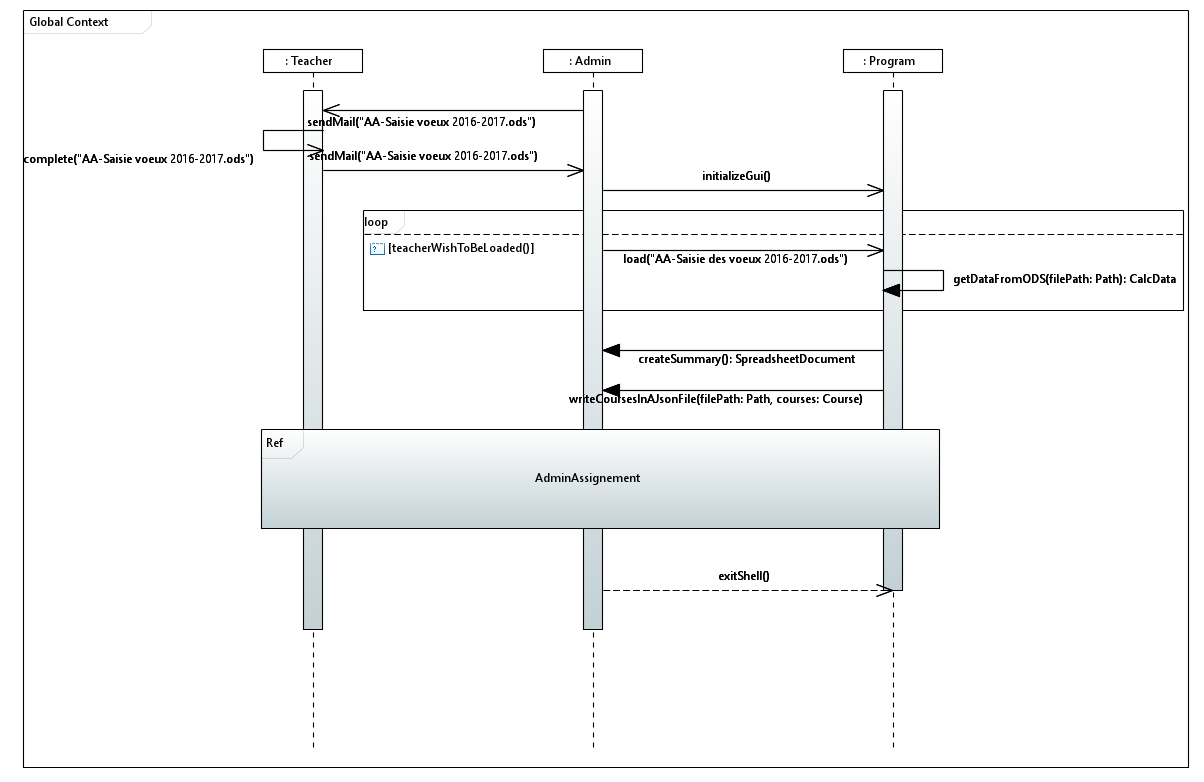 Global Context
: Teacher
: Admin
: Program
sendMail("AA-Saisie voeux 2016-2017.ods")
complete("AA-Saisie voeux 2016-2017.ods")
sendMail("AA-Saisie voeux 2016-2017.ods")
initializeGui()
loop
[teacherWishToBeLoaded()]
load("AA-Saisie des voeux 2016-2017.ods")
getDataFromODS(filePath: Path): CalcData
createSummary(): SpreadsheetDocument
writeCoursesInAJsonFile(filePath: Path, courses: Course)
Ref
AdminAssignement
exitShell()